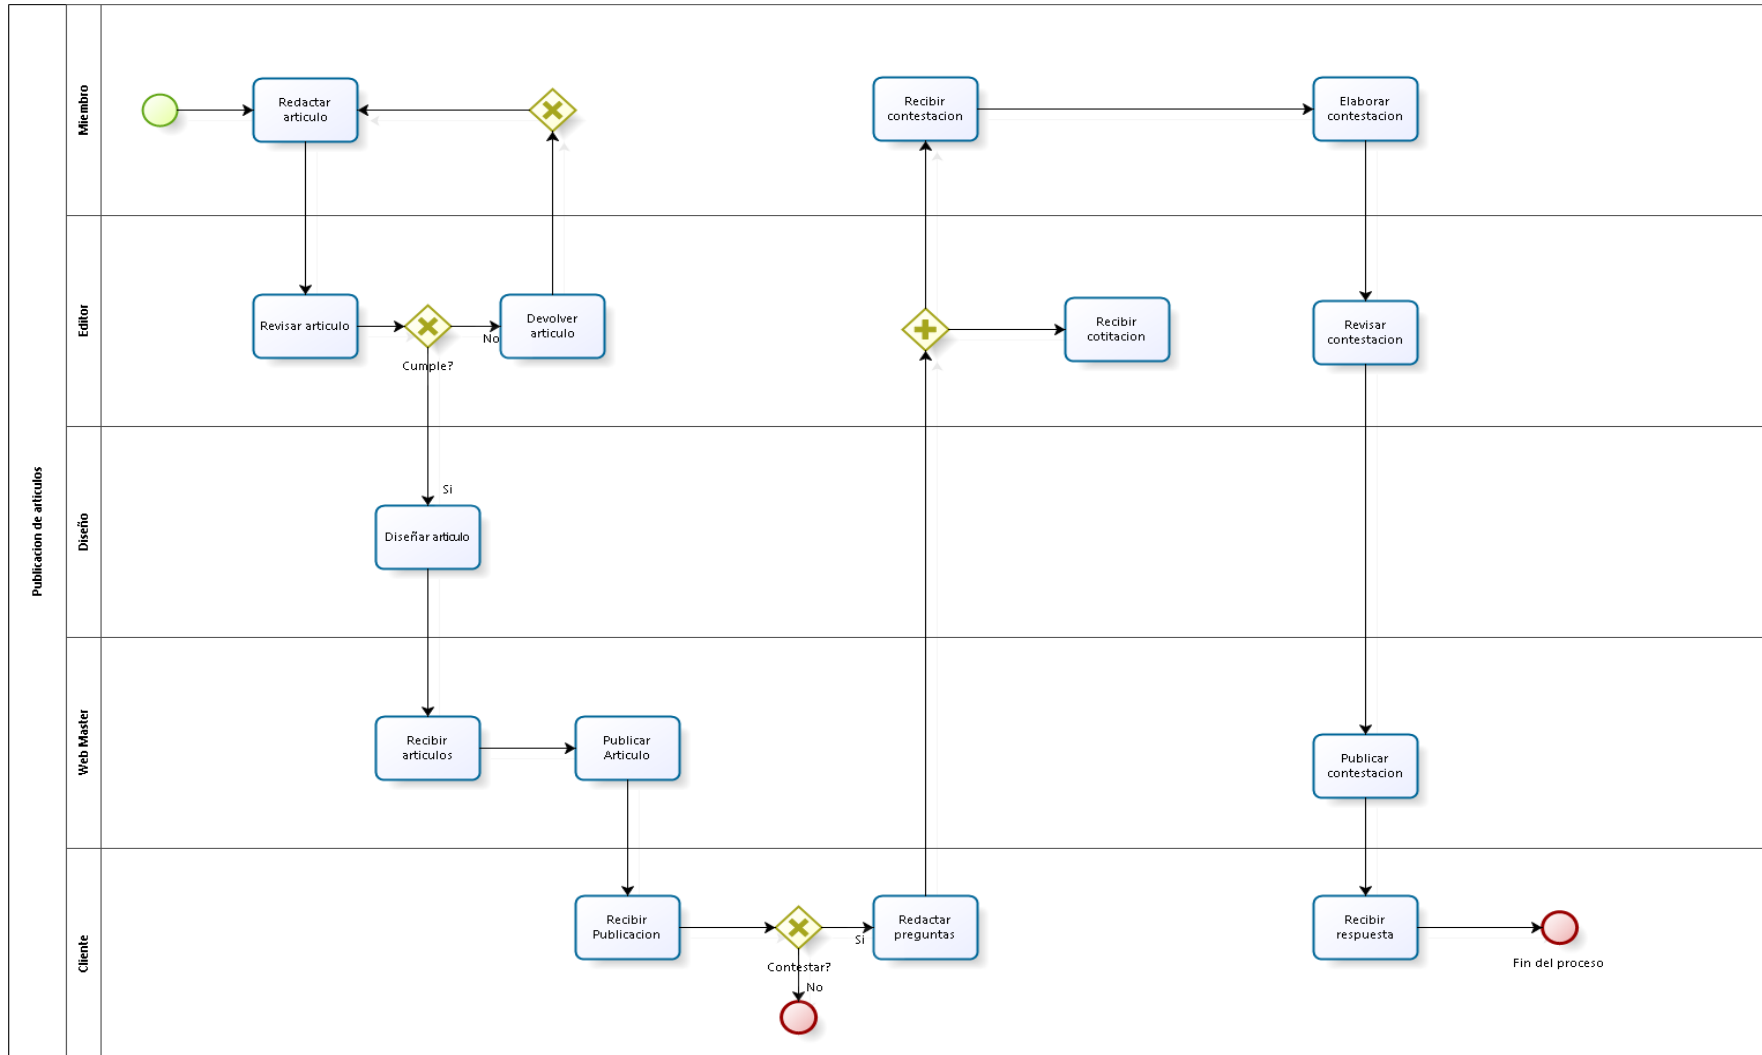 Publicacion de articulos
Miembro
Redactar
articulo
Recibir
contestacion
Elaborar
contestacion
Editor
Revisar articulo
Cumple?
No
Devolver
articulo
Recibir
cotitacion
Revisar
contestacion
Diseño
Si
Diseñar articulo
Web Master
Recibir
articulos
Publicar
Articulo
Publicar
contestacion
Cliente
Recibir
Publicacion
Contestar?
Si
No
Redactar
preguntas
Recibir
respuesta
Fin del proceso